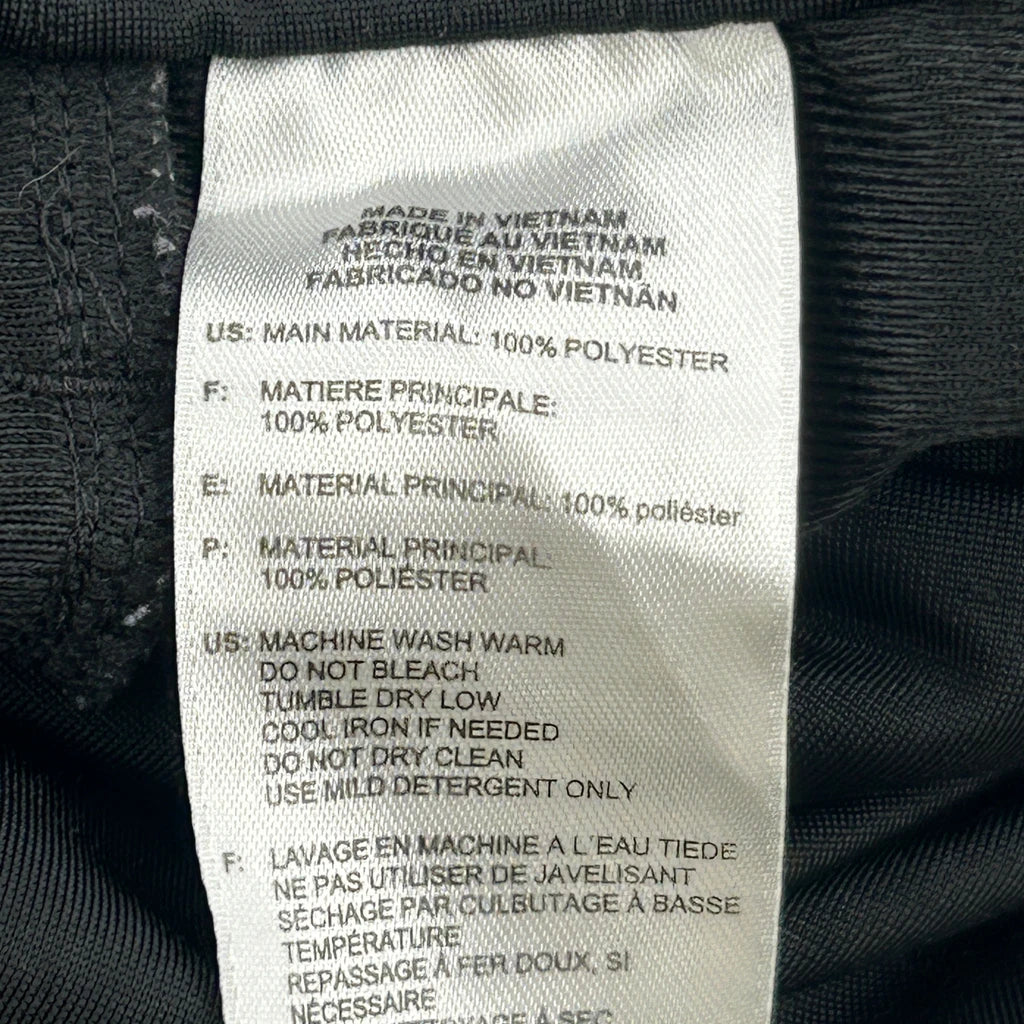 MADE IN VIETNAM
FABRIQUÉ AU VIETNAM
HECHO EN VIETNAM
FABRICADO NO VIETNÃN
US: MAIN MATERIAL: 100% POLYESTER
F: MATIERE PRINCIPALE:
100% POLYESTER
E: MATERIAL PRINCIPAL: 100% poliéster
P: MATERIAL PRINCIPAL:
100% POLIÉSTER
US: MACHINE WASH WARM
DO NOT BLEACH
TUMBLE DRY LOW
COOL IRON IF NEEDED
DO NOT DRY CLEAN
USE MILD DETERGENT ONLY
F: LAVAGE EN MACHINE A L'EAU TIEDE
NE PAS UTILISER DE JAVELISANT
SÉCHAGE PAR CULBUTAGE À BASSE
TEMPÉRATURE
REPASSAGE À FER DOUX, SI
NÉCESSAIRE
À SEC